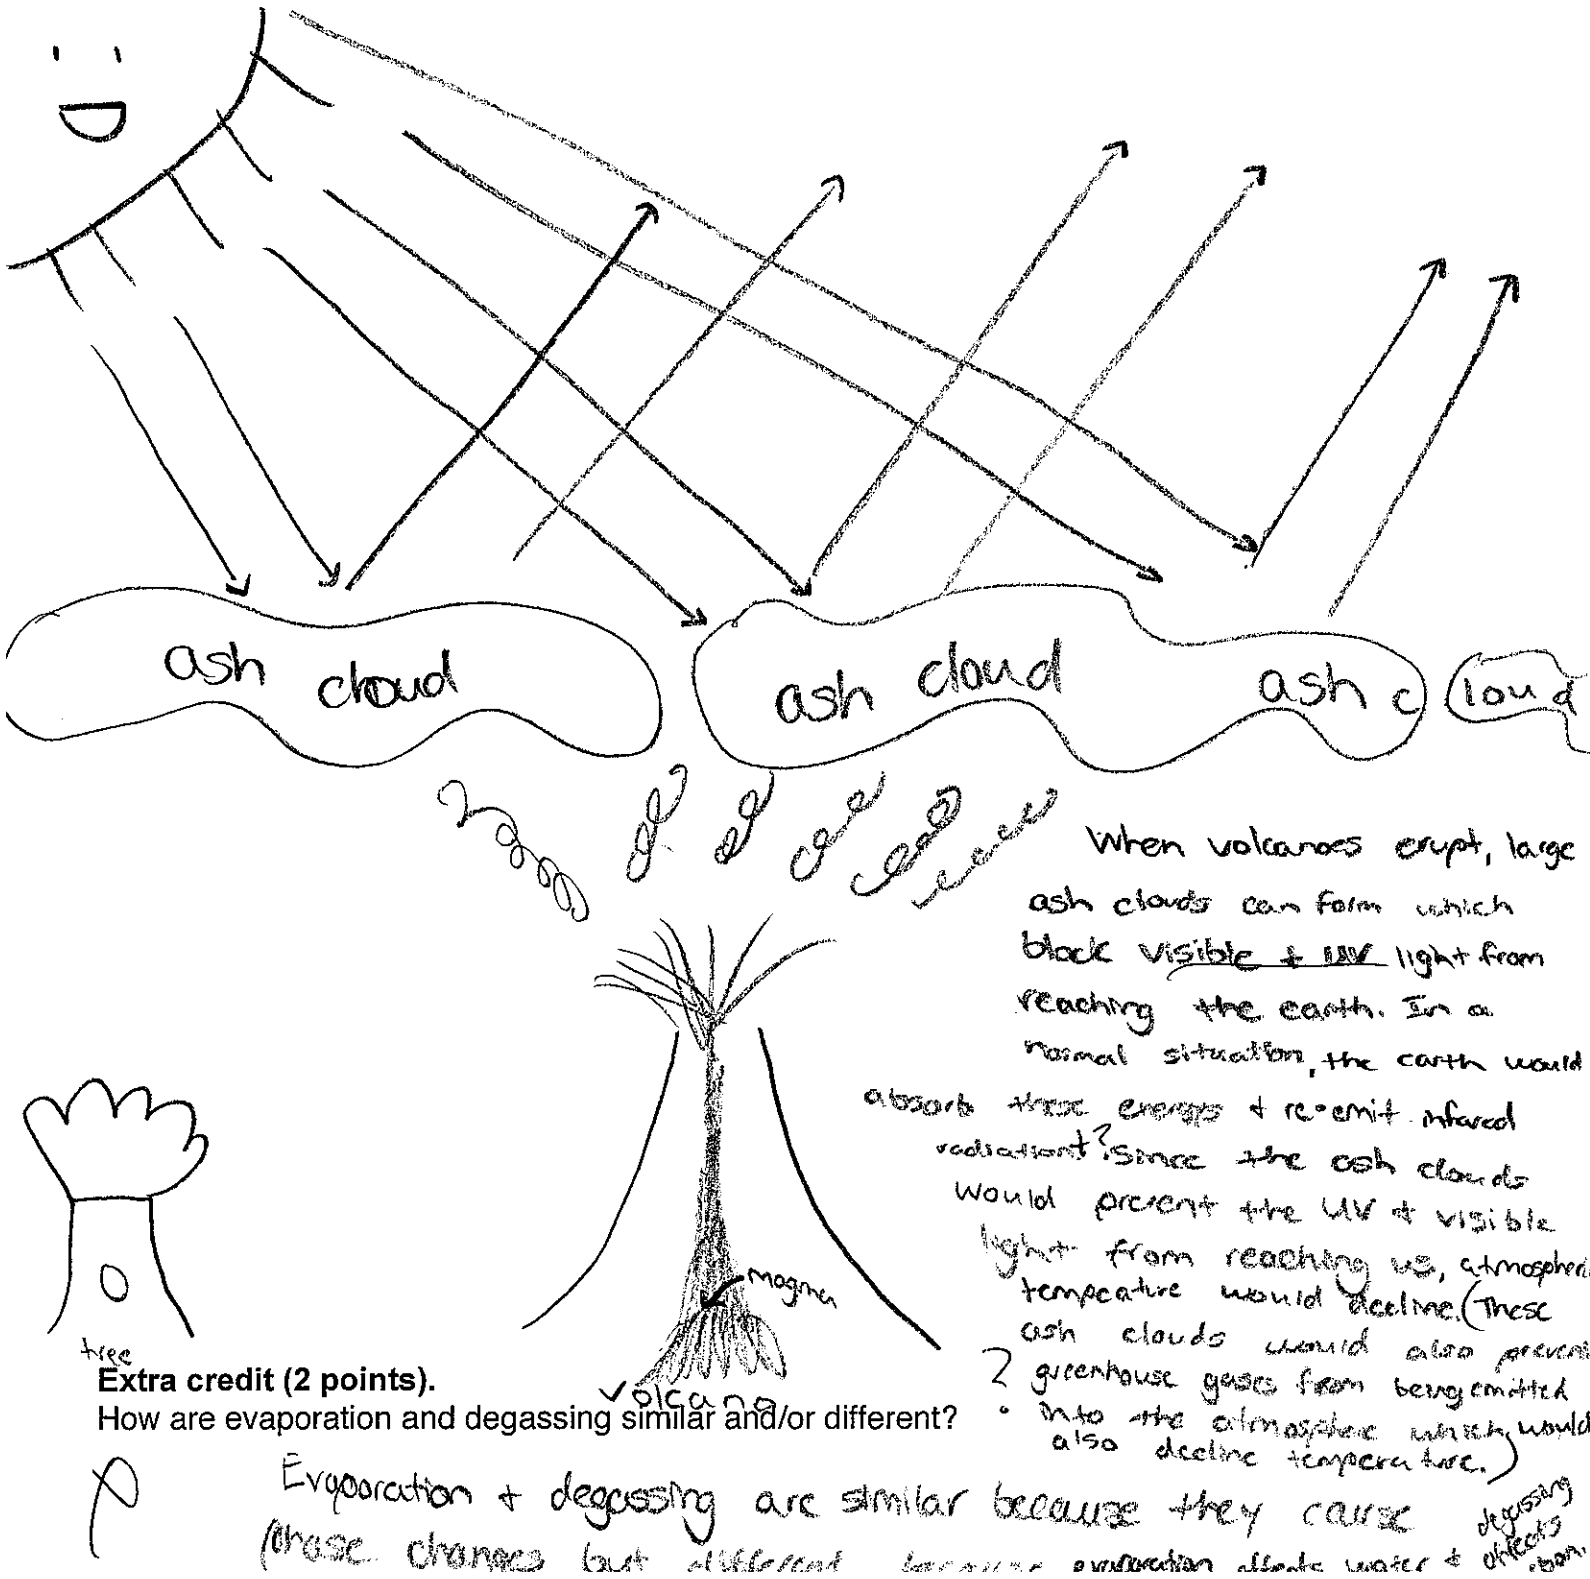 ash cloud
ash cloud
ash c loud
When volcanoes erupt, large
ash clouds can form which
block visible + UV light from
reaching the earth. In a
normal situation, the earth would
absorb these energys + re-emit infared
radiation?. Since the ash clouds
would prevent the UV + visible
light from reaching us, atmospheric
tempeature would decline. (These
ash clouds would also prevent
? greenhouse gases from being emitted
into the atmosphere which would
also decline temperature.)
magma
volcano
tree
Extra credit (2 points).
How are evaporation and degassing similar and/or different?
Evaporation + degassing are similar because they cause
phase changes but different because evaporation affects water +
degassing
affects